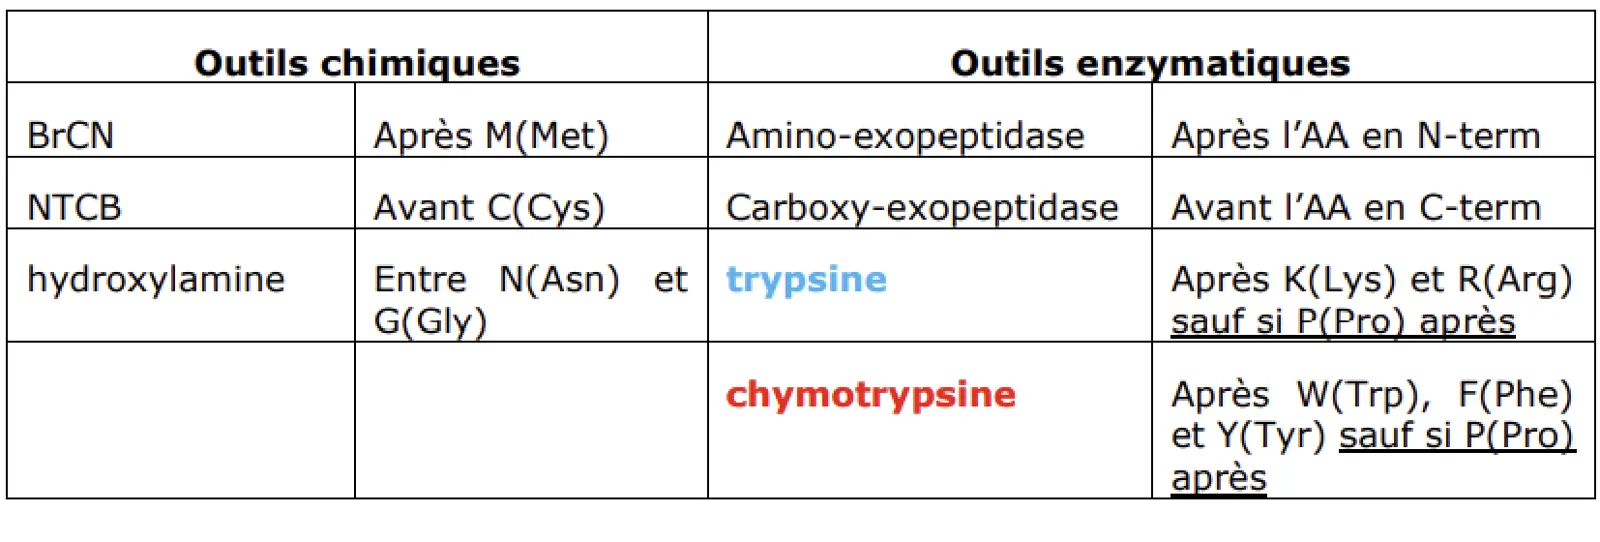 Outils chimiques
Outils enzymatiques
BrCN
Après M(Met)
Amino-exopeptidase
Après l’AA en N-term
NTCB
Avant C(Cys)
Carboxy-exopeptidase
Avant l’AA en C-term
hydroxylamine
Entre N(Asn) et
G(Gly)
trypsine
Après K(Lys) et R(Arg)
sauf si P(Pro) après
chymotrypsine
Après W(Trp), F(Phe)
et Y(Tyr) sauf si P(Pro)
après